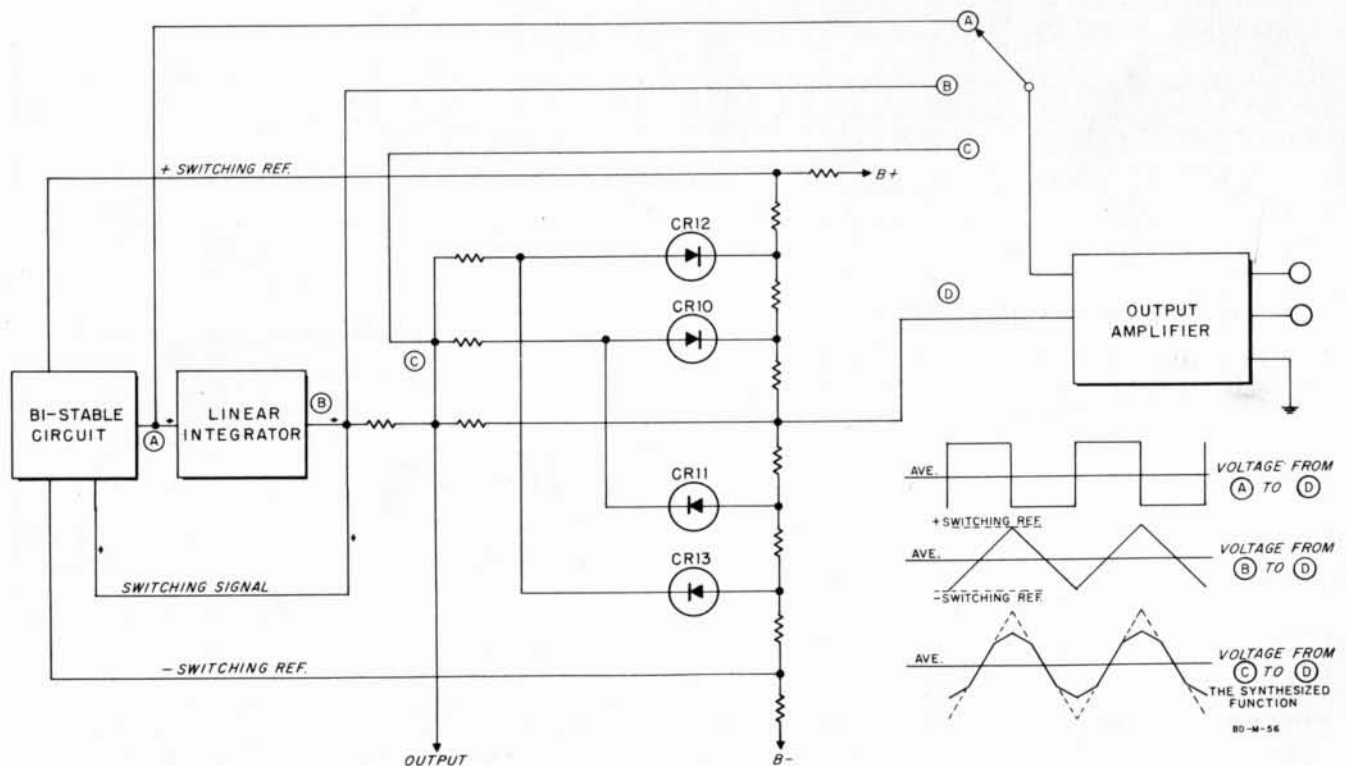 A
B
C
+ SWITCHING REF.
B+
CR12
CR10
D
OUTPUT
AMPLIFIER
C
BI-STABLE
CIRCUIT
A
LINEAR
INTEGRATOR
B
CR11
CR13
SWITCHING SIGNAL
- SWITCHING REF.
OUTPUT
B-
AVE.
VOLTAGE FROM
A TO D
+SWITCHING REF.
AVE.
VOLTAGE FROM
B TO D
-SWITCHING REF.
AVE.
VOLTAGE FROM
C TO D
THE SYNTHESIZED
FUNCTION
BD-M-56